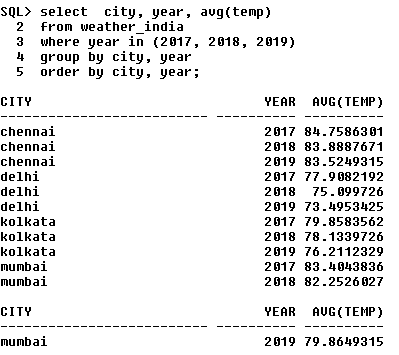 SQL> select  city, year, avg(temp)
  2  from weather_india
  3  where year in (2017, 2018, 2019)
  4  group by city, year
  5  order by city, year;
CITY                                 YEAR  AVG(TEMP)
------------------------- ---------- ----------
chennai                              2017 84.7586301
chennai                              2018 83.8887671
chennai                              2019 83.5249315
delhi                                2017 77.9082192
delhi                                2018  75.099726
delhi                                2019 73.4953425
kolkata                              2017 79.8583562
kolkata                              2018 78.1339726
kolkata                              2019 76.2112329
mumbai                               2017 83.4043836
mumbai                               2018 82.2526027
CITY                                 YEAR  AVG(TEMP)
------------------------- ---------- ----------
mumbai                               2019 79.8649315